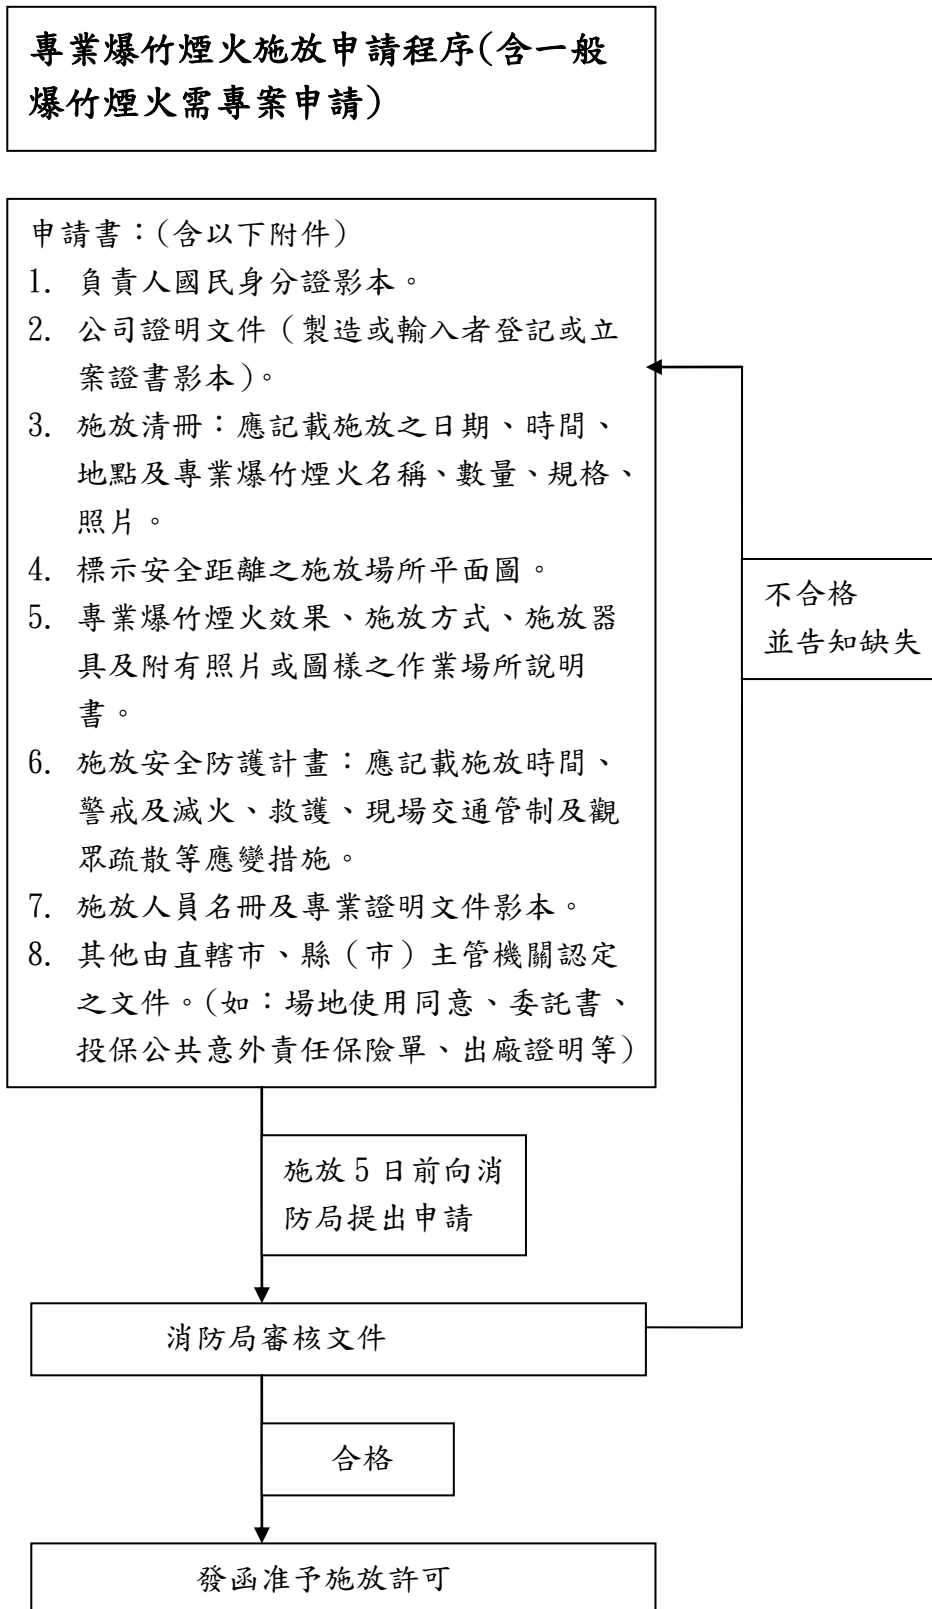 專業爆竹煙火施放申請程序(含一般
爆竹煙火需專案申請)
申請書：(含以下附件)
1. 負責人國民身分證影本。
2. 公司證明文件（製造或輸入者登記或立
案證書影本）。
3. 施放清冊：應記載施放之日期、時間、
地點及專業爆竹煙火名稱、數量、規格、
照片。
4. 標示安全距離之施放場所平面圖。
5. 專業爆竹煙火效果、施放方式、施放器
具及附有照片或圖樣之作業場所說明
書。
6. 施放安全防護計畫：應記載施放時間、
警戒及滅火、救護、現場交通管制及觀
眾疏散等應變措施。
7. 施放人員名冊及專業證明文件影本。
8. 其他由直轄市、縣（市）主管機關認定
之文件。(如：場地使用同意、委託書、
投保公共意外責任保險單、出廠證明等)
不合格
並告知缺失
施放 5 日前向消
防局提出申請
消防局審核文件
合格
發函准予施放許可